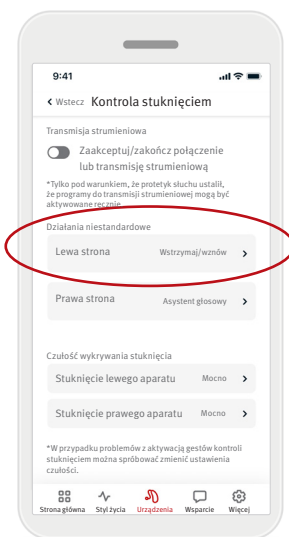 9:41
Wstecz Kontrola stuknięciem
Transmisja strumieniowa
Zaakceptuj/zakończ połączenie
lub transmisję strumieniową
*Tylko pod warunkiem, że protetyk słuchu ustalił,
że programy do transmisji strumieniowej mogą być
aktywowane ręcznie
Działania niestandardowe
Lewa strona Wstrzymaj/wznów
Prawa strona Asystent głosowy
Czułość wykrywania stuknięcia
Stuknięcie lewego aparatu Mocno
Stuknięcie prawego aparatu Mocno
*W przypadku problemów z aktywacją gestów kontroli
stuknięciem można spróbować zmienić ustawienia
czułości.
Strona główna Styl życia Urządzenia Wsparcie Więcej